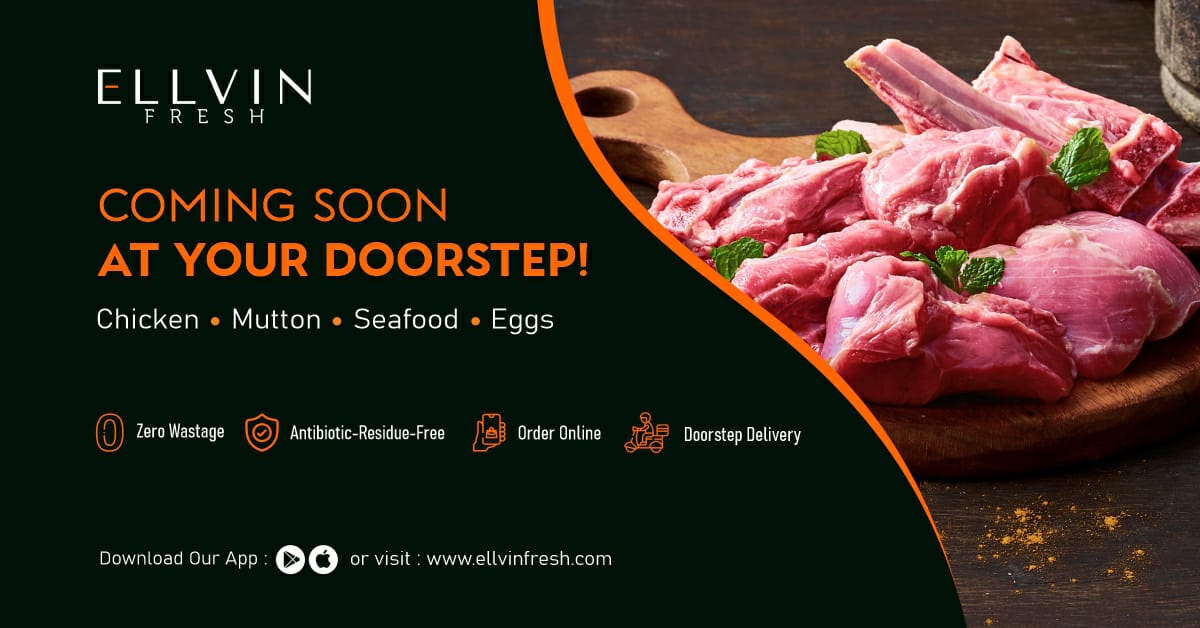 ELLVIN
FRESH
COMING SOON
AT YOUR DOORSTEP!
Chicken • Mutton • Seafood • Eggs
Zero Wastage Antibiotic-Residue-Free Order Online Doorstep Delivery
Download Our App : or visit : www.ellvinfresh.com